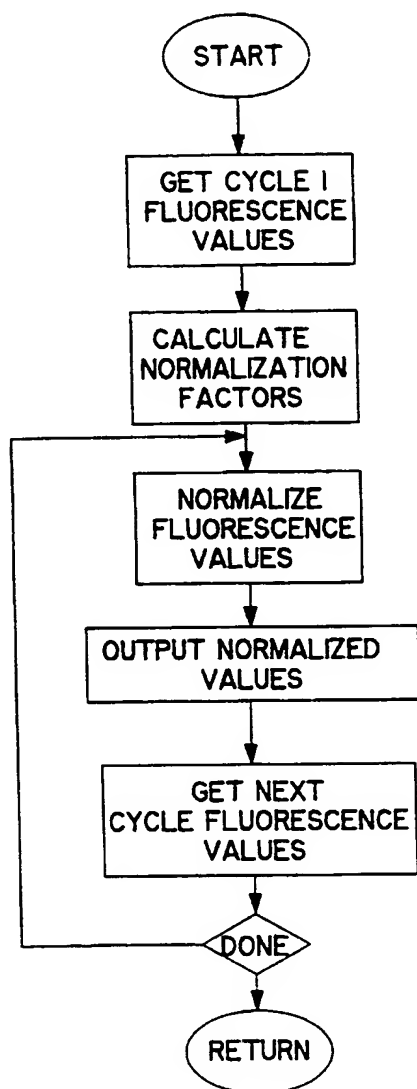 START
GET CYCLE 1
FLUORESCENCE
VALUES
CALCULATE
NORMALIZATION
FACTORS
NORMALIZE
FLUORESCENCE
VALUES
OUTPUT NORMALIZED
VALUES
GET NEXT
CYCLE FLUORESCENCE
VALUES
DONE
RETURN